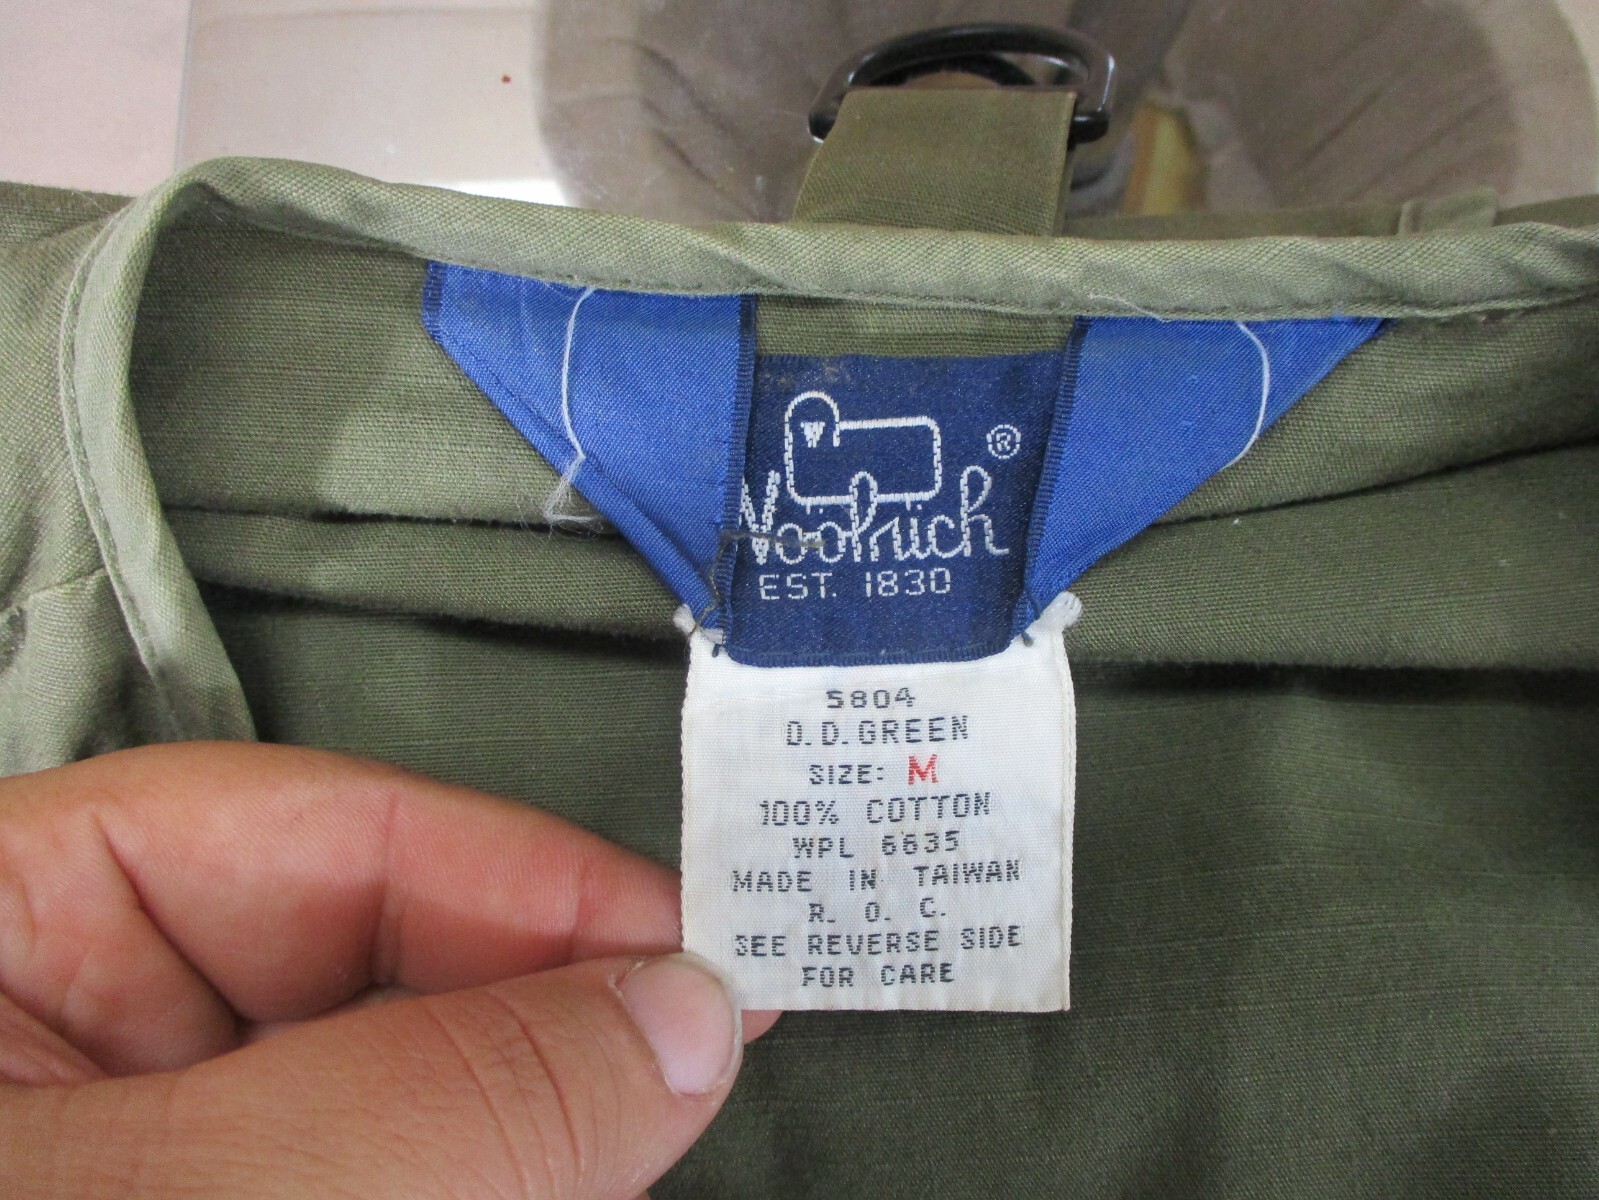 W
®
Woolrich
EST. 1830
5804
O.D. GREEN
SIZE: M
100% COTTON
WPL 6635
MADE IN TAIWAN
R. O. C.
SEE REVERSE SIDE
FOR CARE